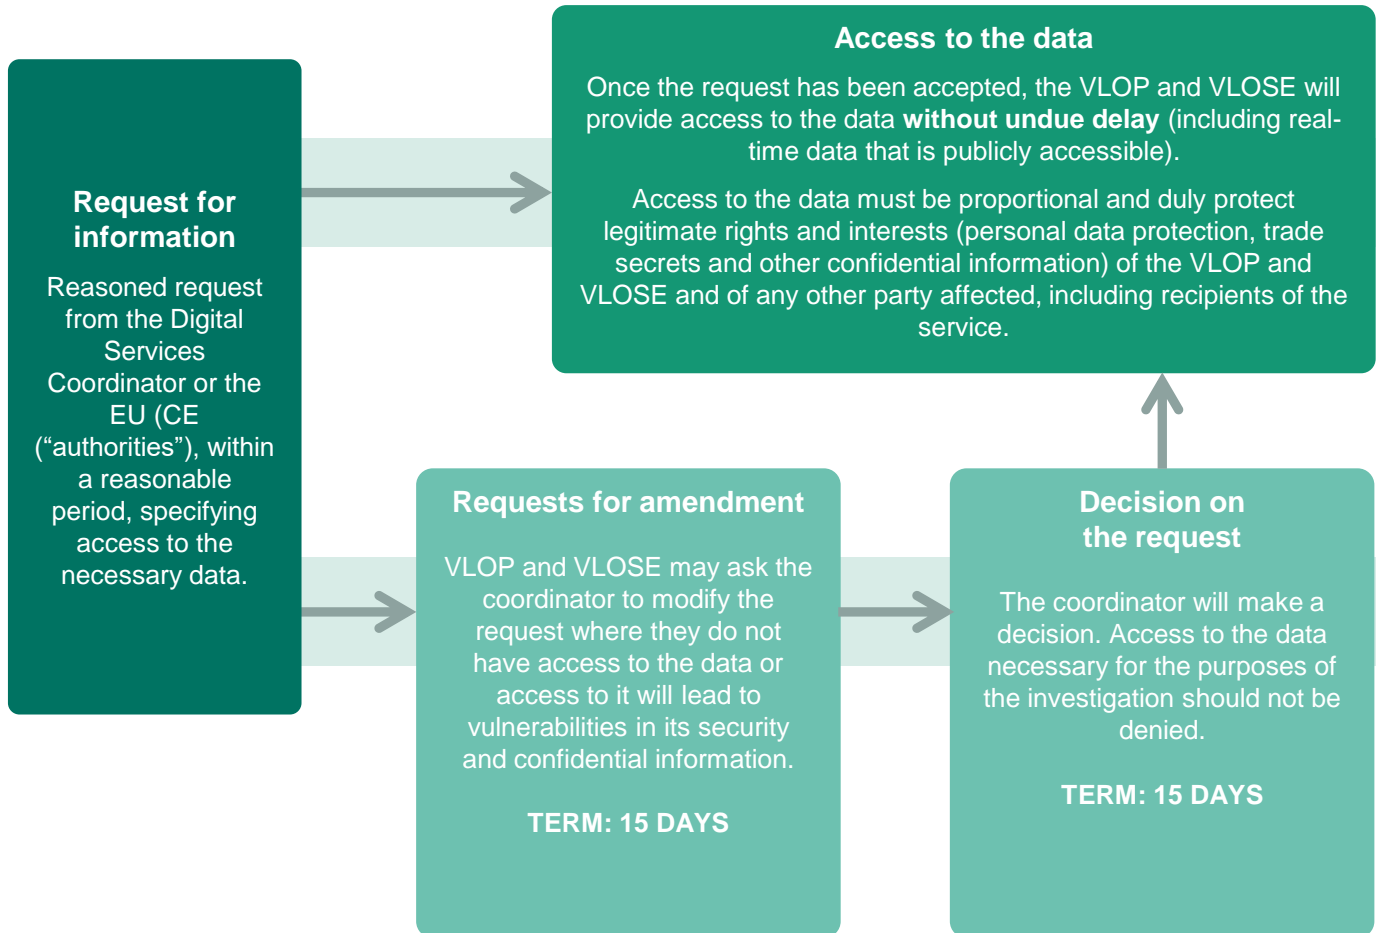 Request for
information
Reasoned request
from the Digital
Services
Coordinator or the
EU (CE
(“authorities”), within
a reasonable
period, specifying
access to the
necessary data.
Access to the data
Once the request has been accepted, the VLOP and VLOSE will
provide access to the data without undue delay (including real-
time data that is publicly accessible).
Access to the data must be proportional and duly protect
legitimate rights and interests (personal data protection, trade
secrets and other confidential information) of the VLOP and
VLOSE and of any other party affected, including recipients of the
service.
Requests for amendment
VLOP and VLOSE may ask the
coordinator to modify the
request where they do not
have access to the data or
access to it will lead to
vulnerabilities in its security
and confidential information.
TERM: 15 DAYS
Decision on
the request
The coordinator will make a
decision. Access to the data
necessary for the purposes of
the investigation should not be
denied.
TERM: 15 DAYS